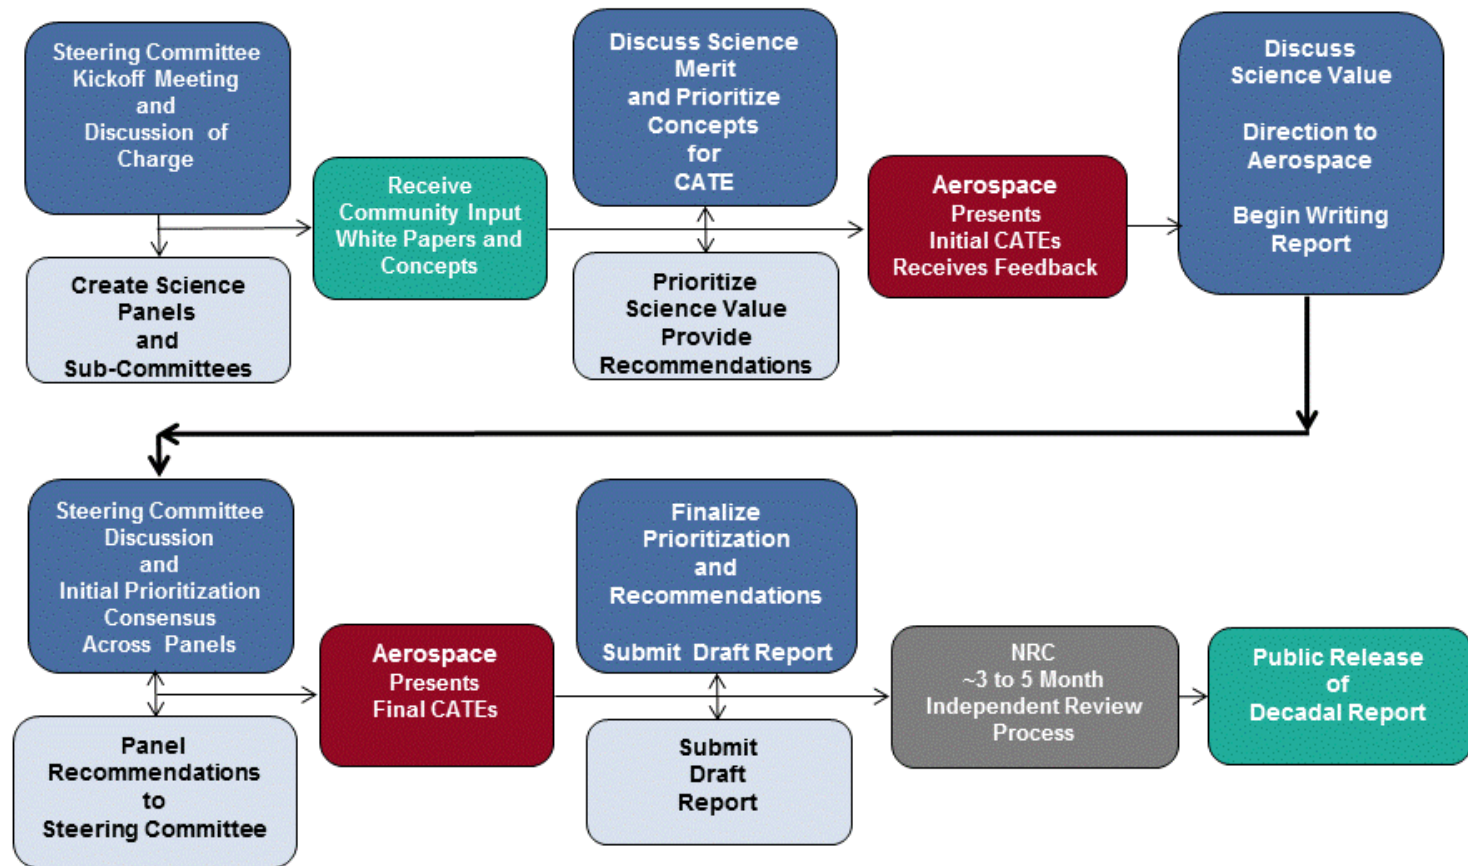 Steering Committee
Kickoff Meeting
and
Discussion of
Charge
Create Science
Panels
and
Sub-Committees
Receive
Community Input
White Papers and
Concepts
Discuss Science
Merit
and Prioritize
Concepts
for
CATE
Prioritize
Science Value
Provide
Recommendations
Aerospace
Presents
Initial CATEs
Receives Feedback
Discuss
Science Value
Direction to
Aerospace
Begin Writing
Report
Steering Committee
Discussion
and
Initial Prioritization
Consensus
Across Panels
Panel
Recommendations
to
Steering Committee
Aerospace
Presents
Final CATEs
Finalize
Prioritization
and
Recommendations
Submit Draft Report
Submit
Draft
Report
NRC
~3 to 5 Month
Independent Review
Process
Public Release
of
Decadal Report